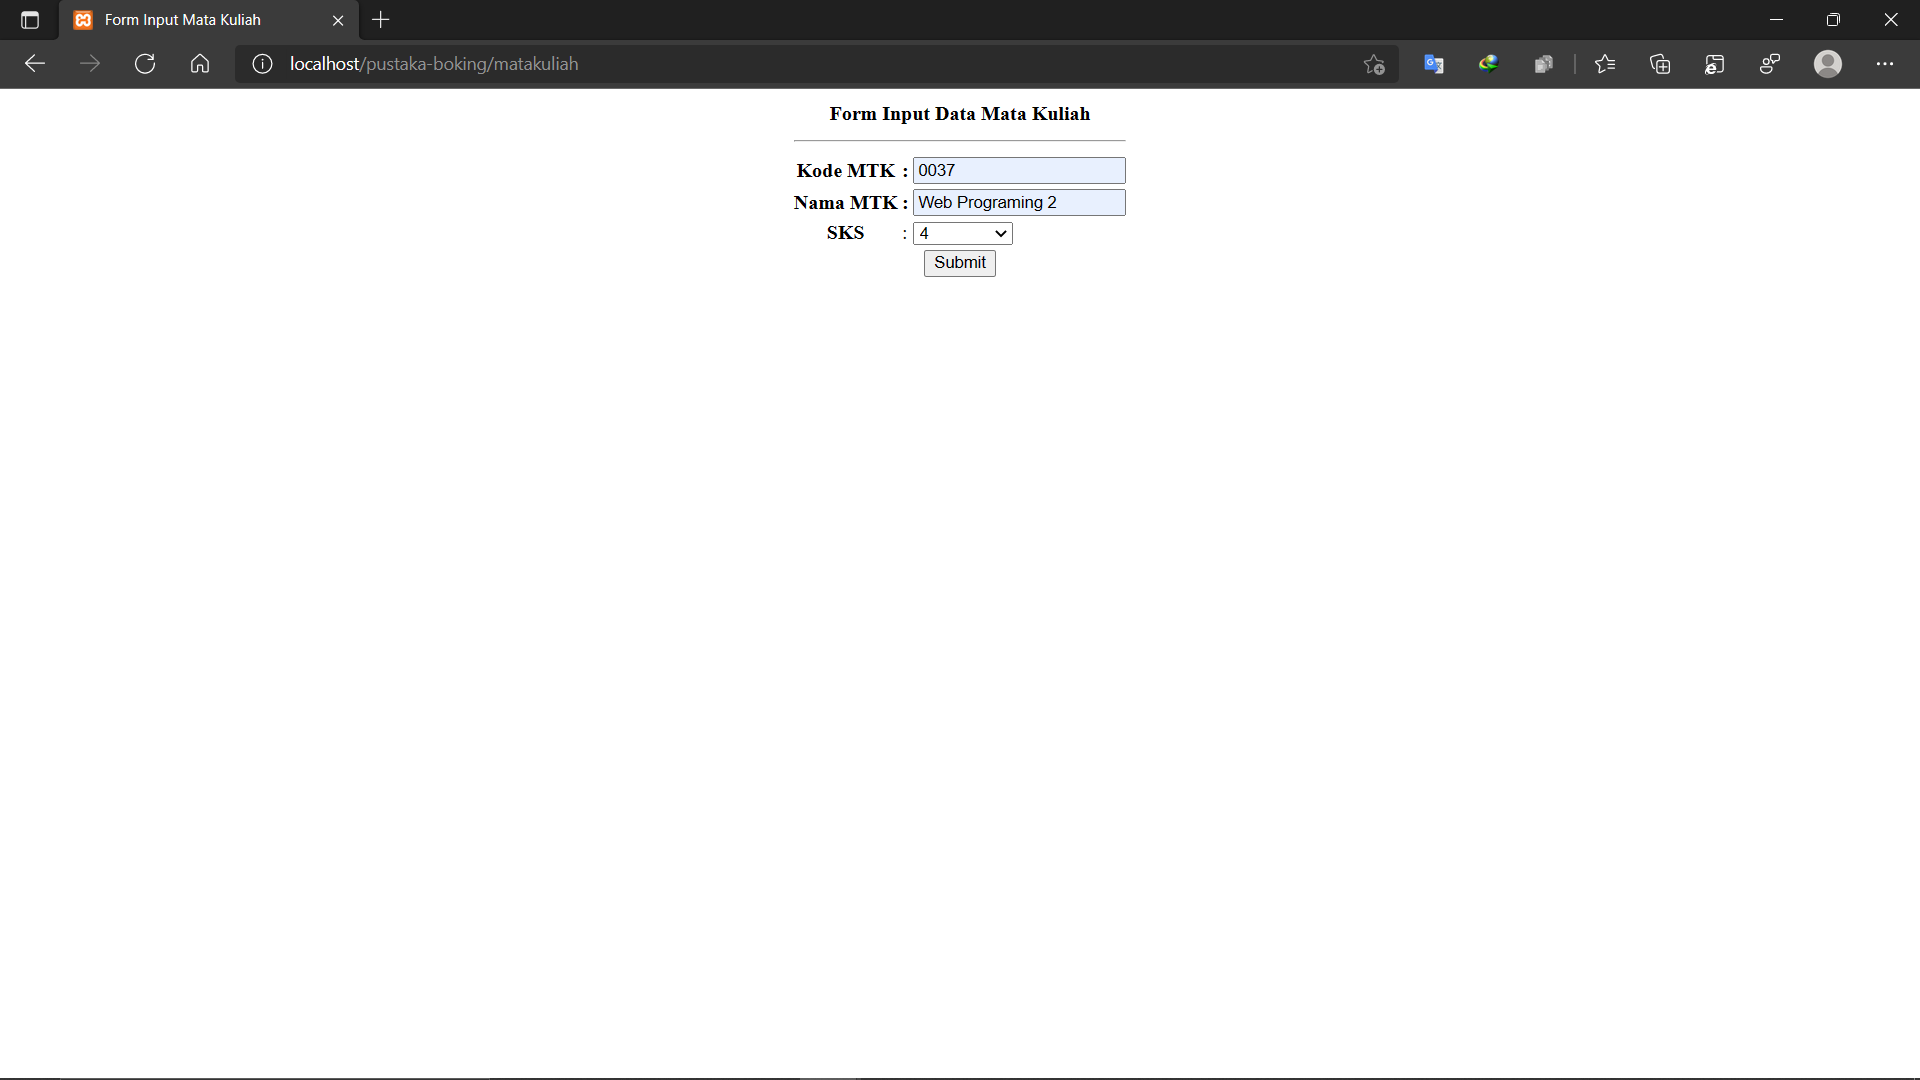 Form Input Mata Kuliah
localhost/pustaka-boking/matakuliah
Form Input Data Mata Kuliah
Kode MTK : 0037
Nama MTK : Web Programing 2
SKS : 4
Submit